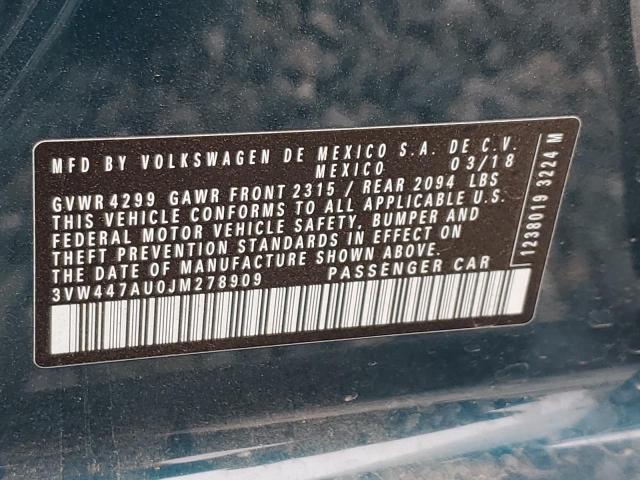 MFD BY VOLKSWAGEN DE MEXICO S.A. DE C.V.
MEXICO 03/18
GVWR 4299 GAWR FRONT 2315 / REAR 2094 LBS
THIS VEHICLE CONFORMS TO ALL APPLICABLE U.S.
FEDERAL MOTOR VEHICLE SAFETY, BUMPER AND
THEFT PREVENTION STANDARDS IN EFFECT ON
THE DATE OF MANUFACTURE SHOWN ABOVE.
3VW447AU0JM278909 PASSENGER CAR
1238019 3224 M